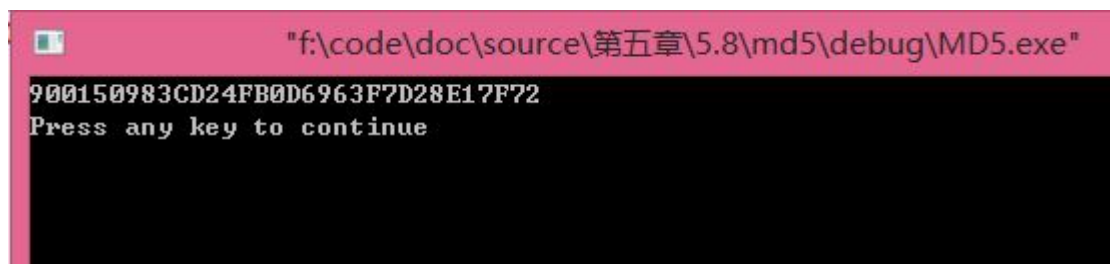 "f:\code\doc\source\第五章\5.8\md5\debug\MD5.exe"
900150983CD24FB0D6963F7D28E17F72
Press any key to continue